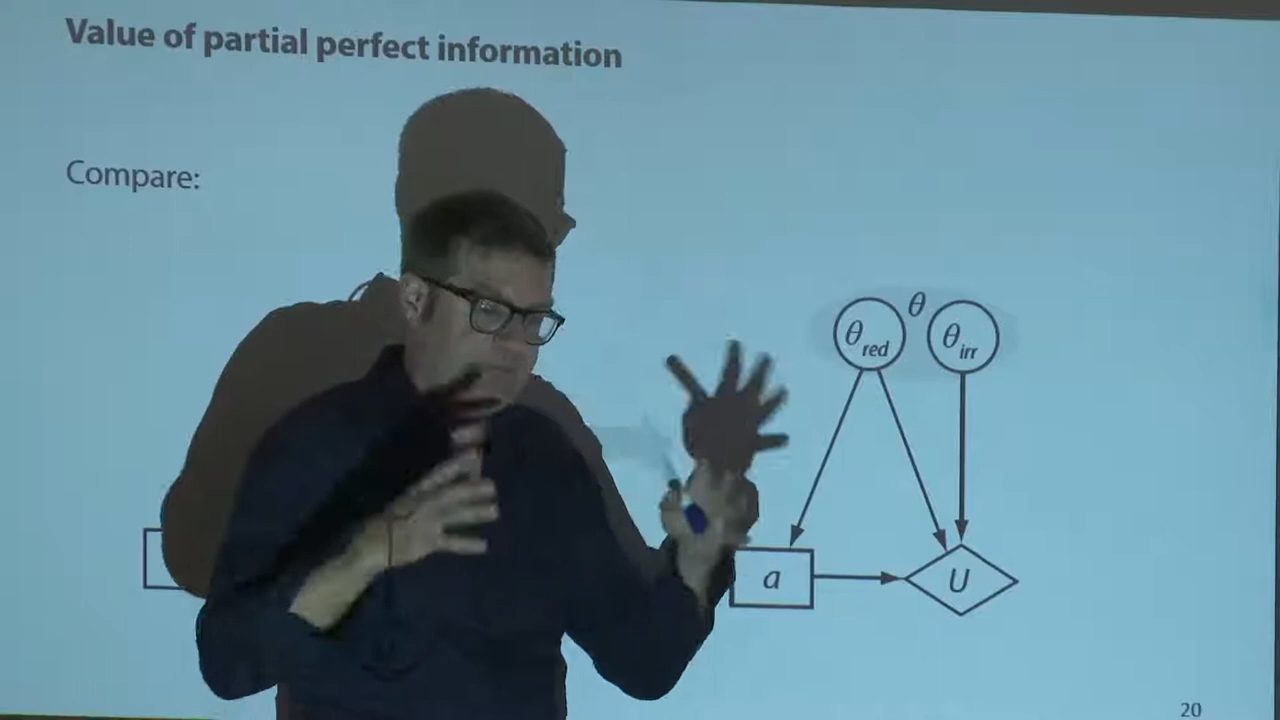 Value of partial perfect information
Compare:
θ
θred
θirr
a
U
20